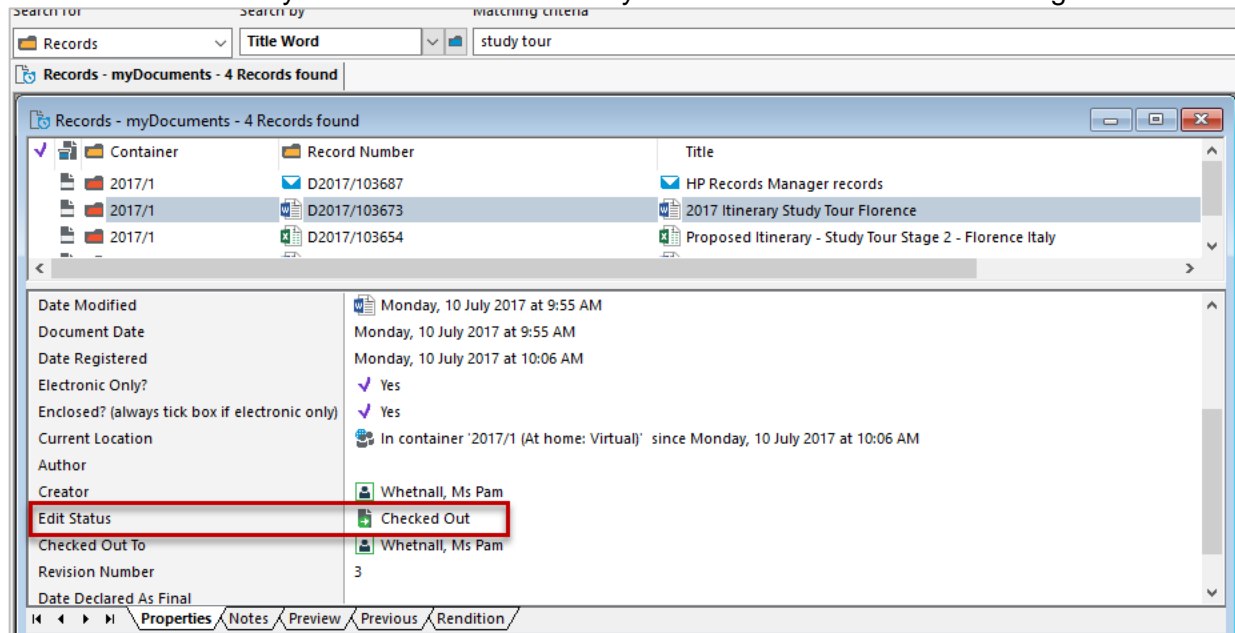 Search for Search by Matching criteria
Records Title Word study tour
Records - myDocuments - 4 Records found
Records - myDocuments - 4 Records found
Container Record Number Title
2017/1 D2017/103687 HP Records Manager records
2017/1 D2017/103673 2017 Itinerary Study Tour Florence
2017/1 D2017/103654 Proposed Itinerary - Study Tour Stage 2 - Florence Italy
Date Modified Monday, 10 July 2017 at 9:55 AM
Document Date Monday, 10 July 2017 at 9:55 AM
Date Registered Monday, 10 July 2017 at 10:06 AM
Electronic Only? Yes
Enclosed? (always tick box if electronic only) Yes
Current Location In container '2017/1 (At home: Virtual)' since Monday, 10 July 2017 at 10:06 AM
Author
Creator Whetnall, Ms Pam
Edit Status Checked Out
Checked Out To Whetnall, Ms Pam
Revision Number 3
Date Declared As Final
Properties Notes Preview Previous Rendition